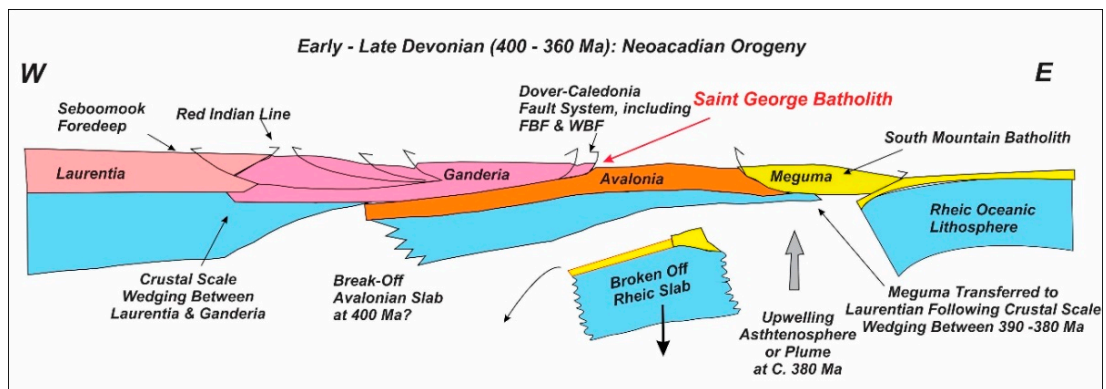 Early - Late Devonian (400 - 360 Ma): Neoacadian Orogeny
W
E
Seboomook
Foredeep
Red Indian Line
Dover-Caledonia
Fault System, including
FBF & WBF
Saint George Batholith
South Mountain Batholith
Laurentia
Ganderia
Avalonia
Meguma
Rheic Oceanic
Lithosphere
Crustal Scale
Wedging Between
Laurentia & Ganderia
Break-Off
Avalonian Slab
at 400 Ma?
Broken Off
Rheic Slab
Upwelling
Asthtenosphere
or Plume
at C. 380 Ma
Meguma Transferred to
Laurentian Following Crustal Scale
Wedging Between 390 -380 Ma